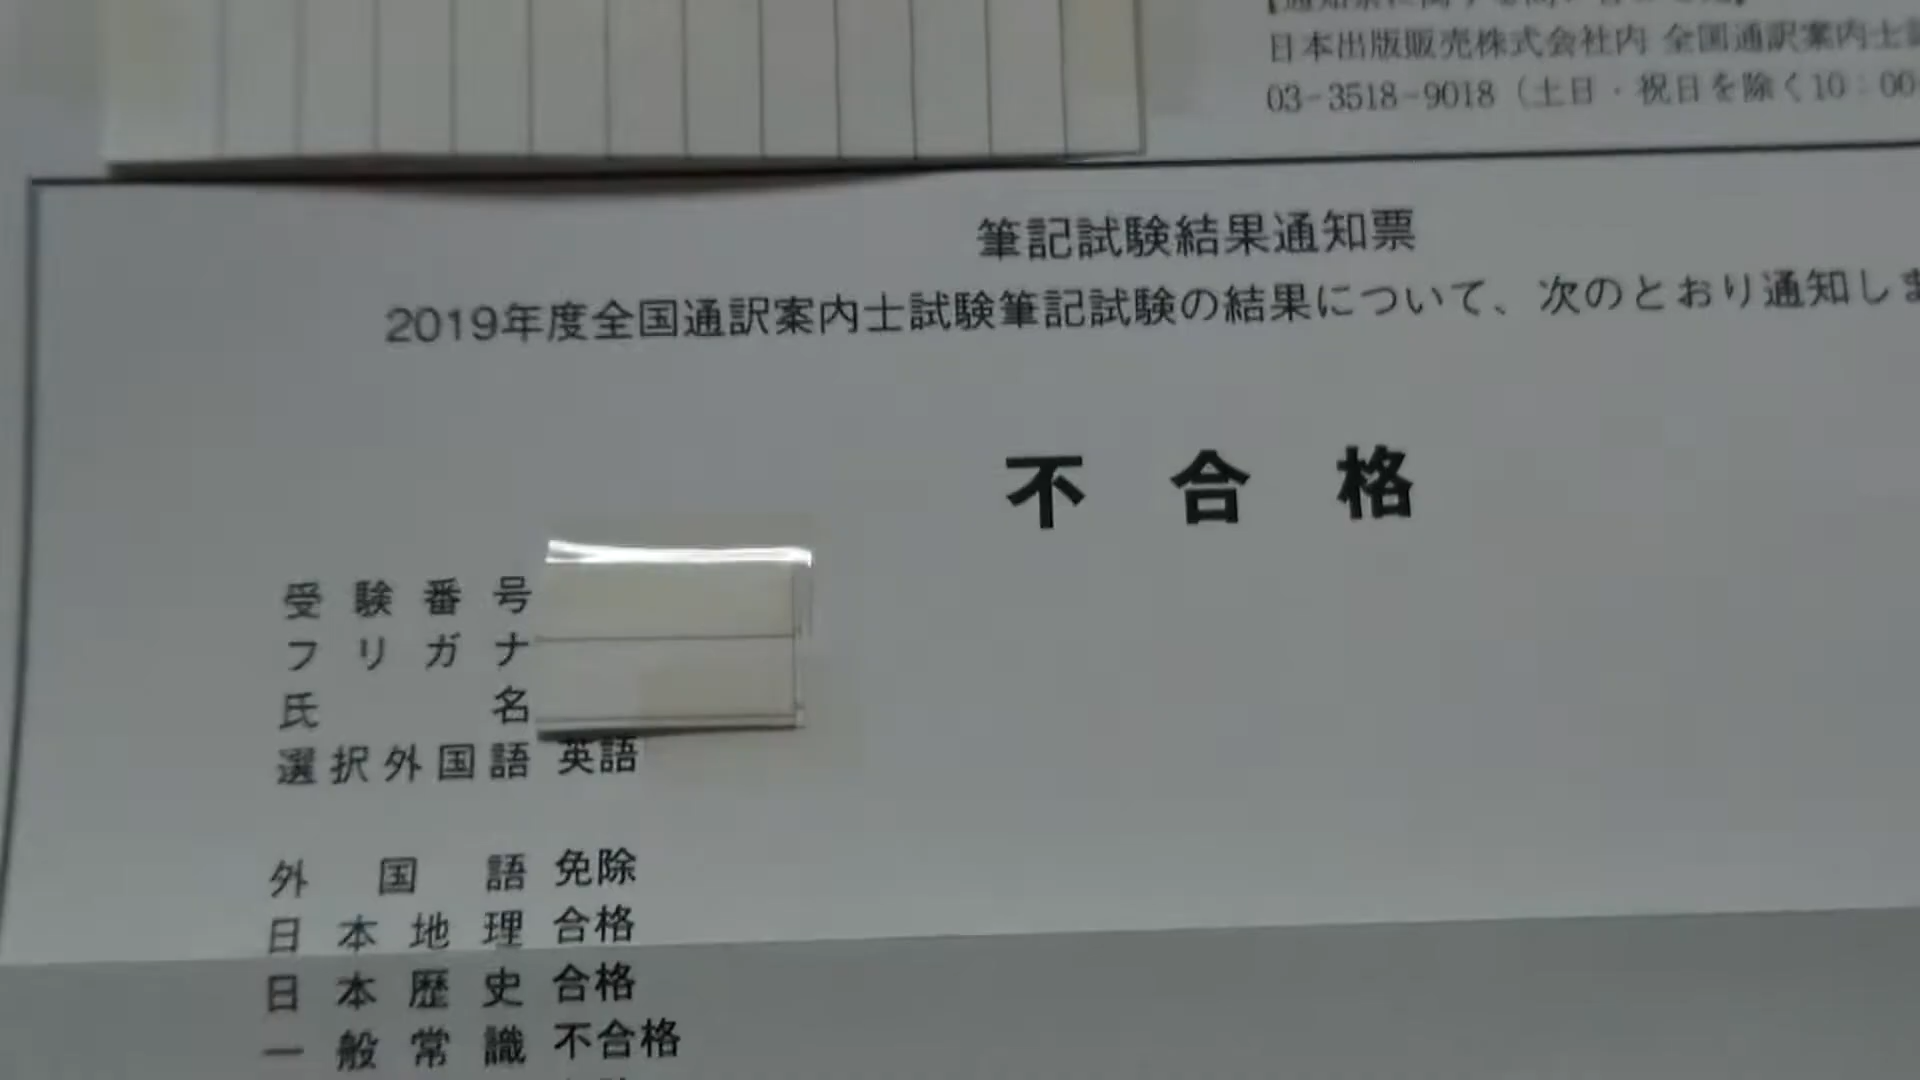 日本出版販売株式会社内 全国通訳案内士
03-3518-9018（土日・祝日を除く10：00
筆記試験結果通知票
2019年度全国通訳案内士試験筆記試験の結果について、次のとおり通知しま
不合格
受験番号
フリガナ
氏名
選択外国語 英語
外国語 免除
日本地理 合格
日本歴史 合格
一般常識 不合格